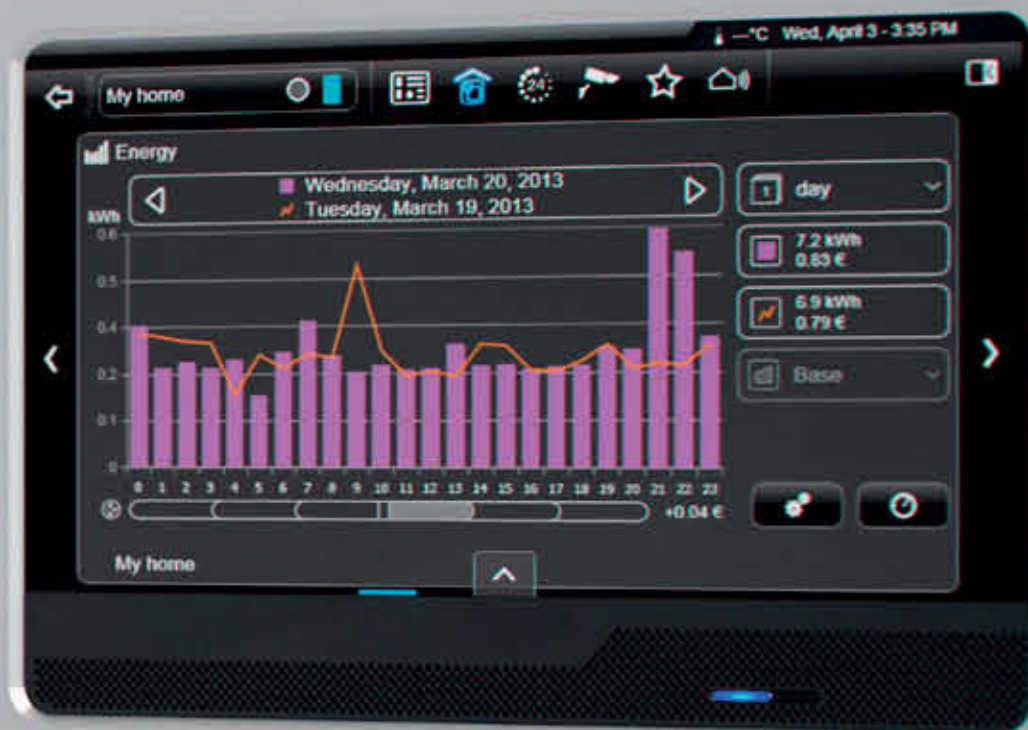 —°C Wed, April 3 - 3:35 PM
My home
24
Energy
Wednesday, March 20, 2013
Tuesday, March 19, 2013
1 day
kWh
0.6
0.5
0.4
0.2
0.1
0
7.2 kWh
0.83 €
6.9 kWh
0.79 €
Base
0 1 2 3 4 5 6 7 8 9 10 11 12 13 14 15 16 17 18 19 20 21 22 23
+0.04 €
My home